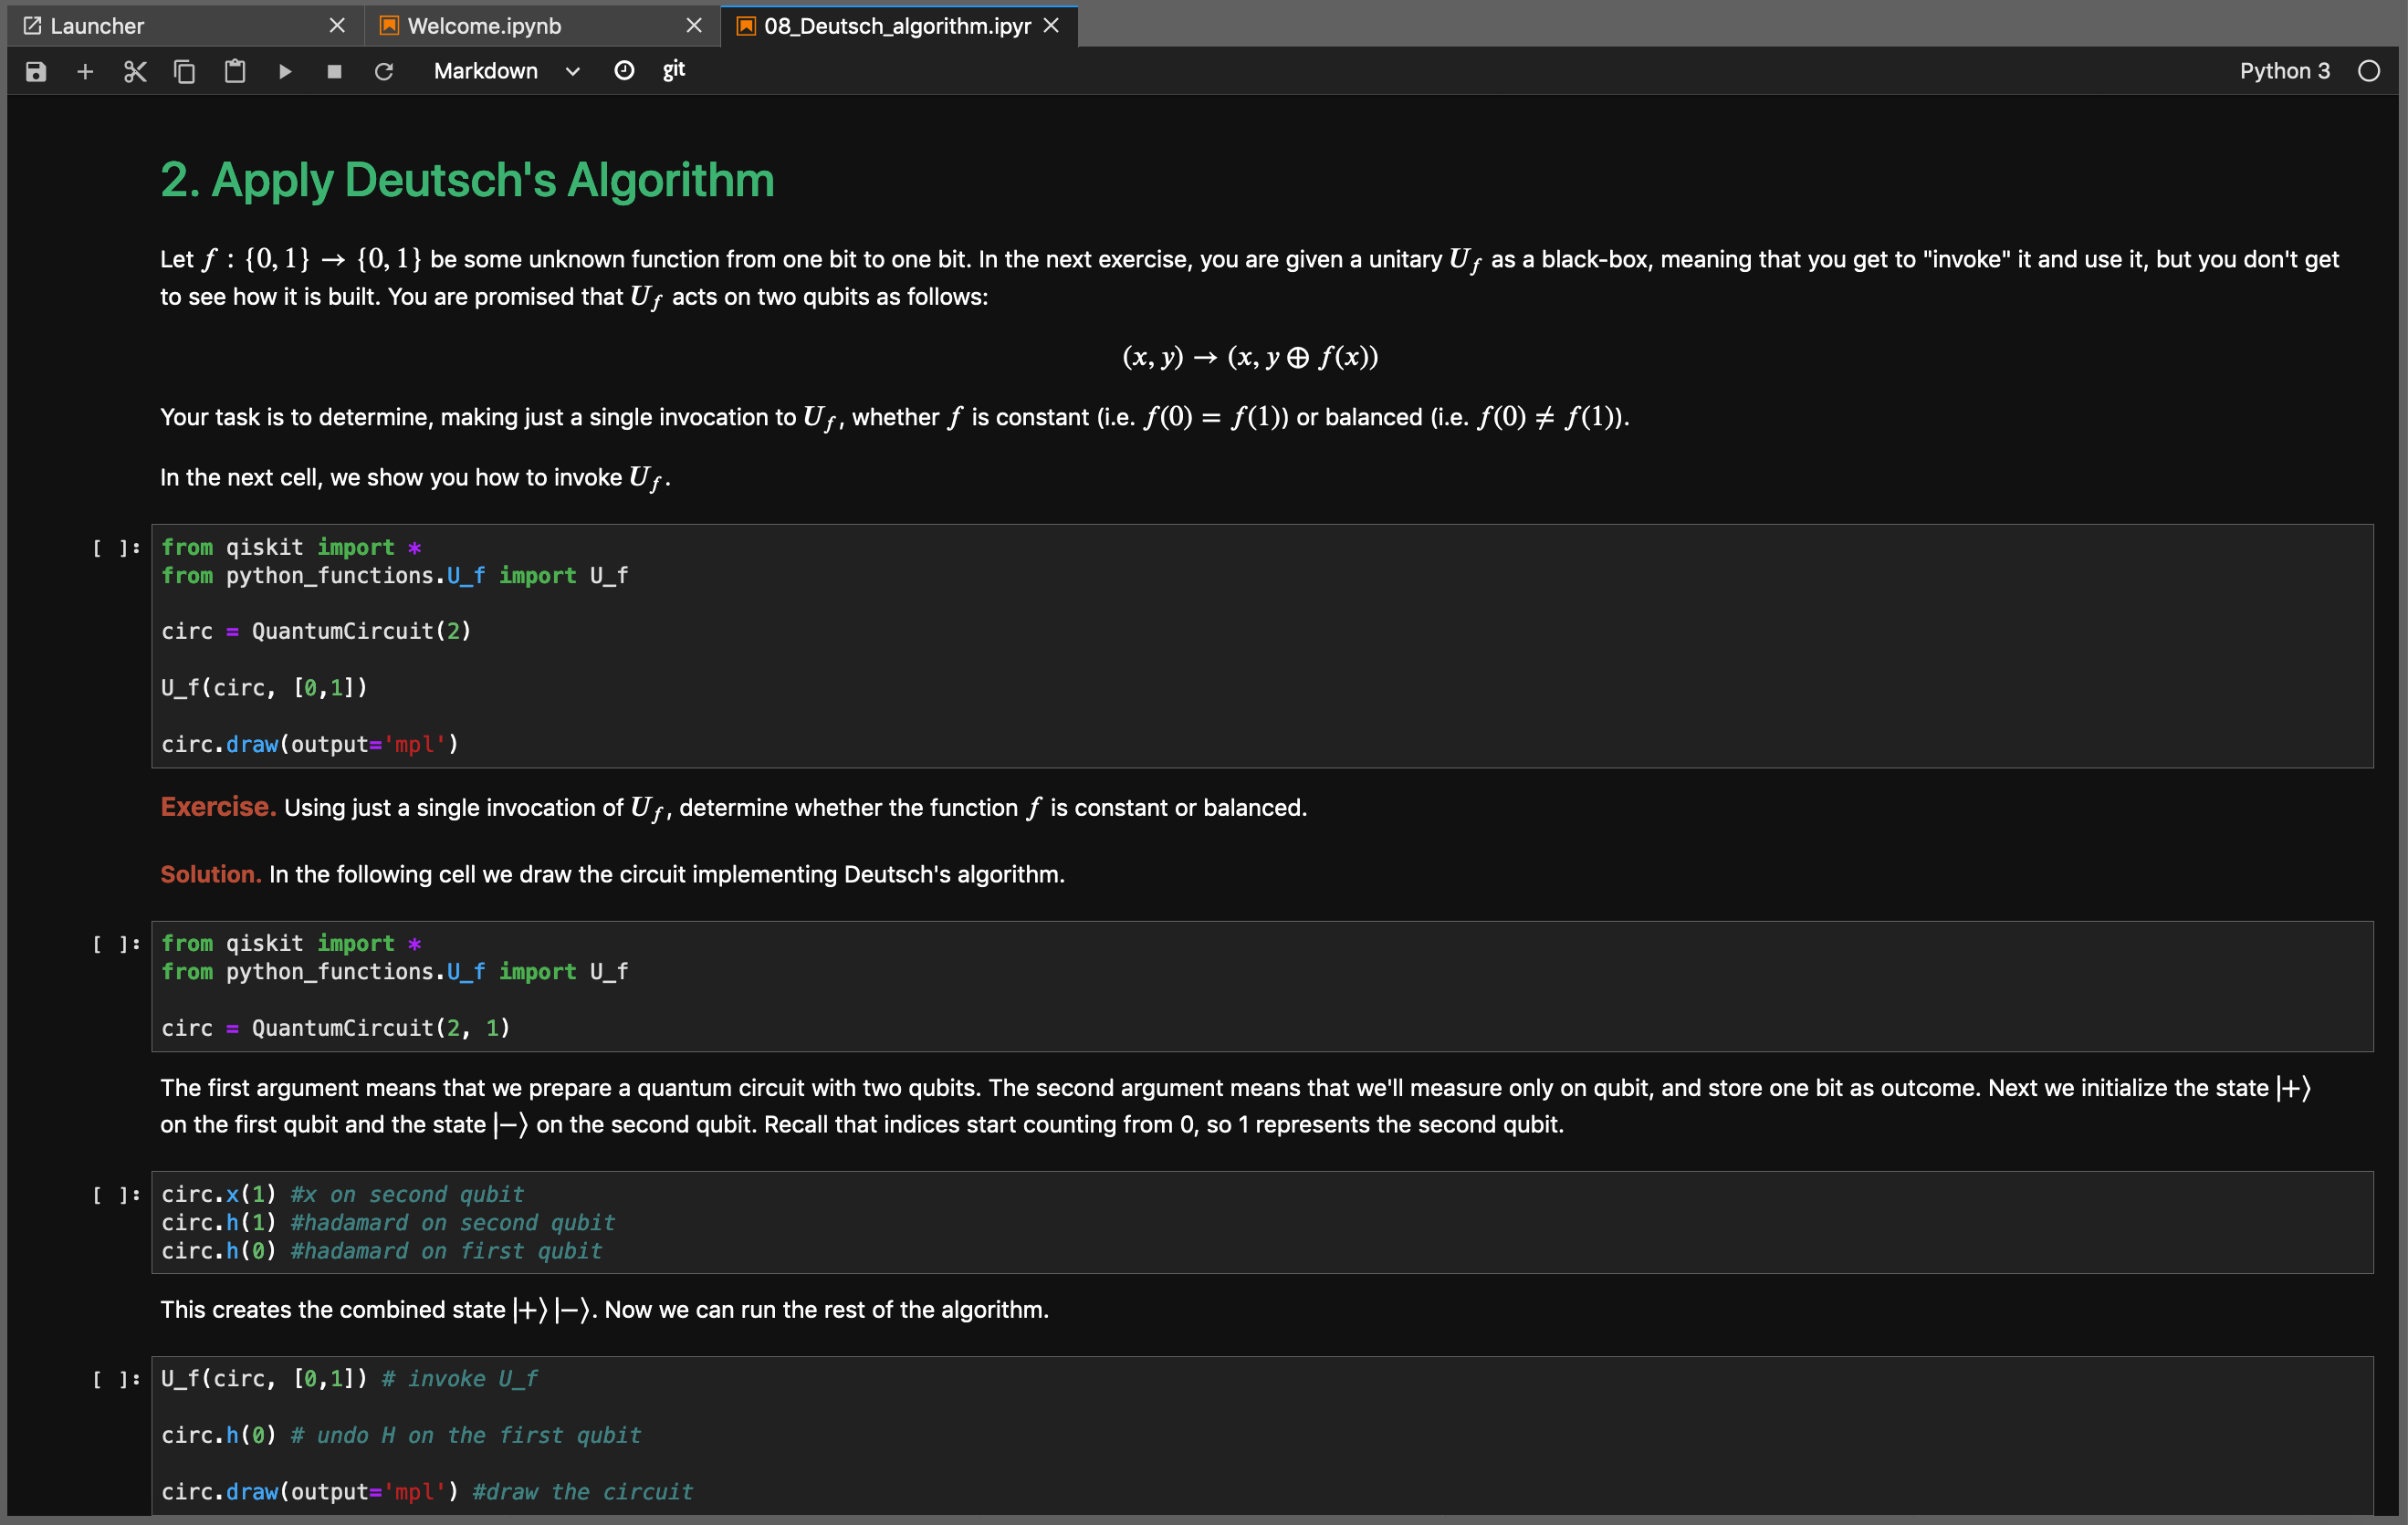 Launcher
Welcome.ipynb
08_Deutsch_algorithm.ipyr
Markdown
git
Python 3
2. Apply Deutsch's Algorithm
Let f : {0, 1} → {0, 1} be some unknown function from one bit to one bit. In the next exercise, you are given a unitary U_f as a black-box, meaning that you get to "invoke" it and use it, but you don't get
to see how it is built. You are promised that U_f acts on two qubits as follows:
(x, y) → (x, y ⊕ f(x))
Your task is to determine, making just a single invocation to U_f, whether f is constant (i.e. f(0) = f(1)) or balanced (i.e. f(0) ≠ f(1)).
In the next cell, we show you how to invoke U_f.
[ ]: from qiskit import *
from python_functions.U_f import U_f
circ = QuantumCircuit(2)
U_f(circ, [0,1])
circ.draw(output='mpl')
Exercise. Using just a single invocation of U_f, determine whether the function f is constant or balanced.
Solution. In the following cell we draw the circuit implementing Deutsch's algorithm.
[ ]: from qiskit import *
from python_functions.U_f import U_f
circ = QuantumCircuit(2, 1)
The first argument means that we prepare a quantum circuit with two qubits. The second argument means that we'll measure only on qubit, and store one bit as outcome. Next we initialize the state |+⟩
on the first qubit and the state |−⟩ on the second qubit. Recall that indices start counting from 0, so 1 represents the second qubit.
[ ]: circ.x(1) #x on second qubit
circ.h(1) #hadamard on second qubit
circ.h(0) #hadamard on first qubit
This creates the combined state |+⟩|−⟩. Now we can run the rest of the algorithm.
[ ]: U_f(circ, [0,1]) # invoke U_f
circ.h(0) # undo H on the first qubit
circ.draw(output='mpl') #draw the circuit